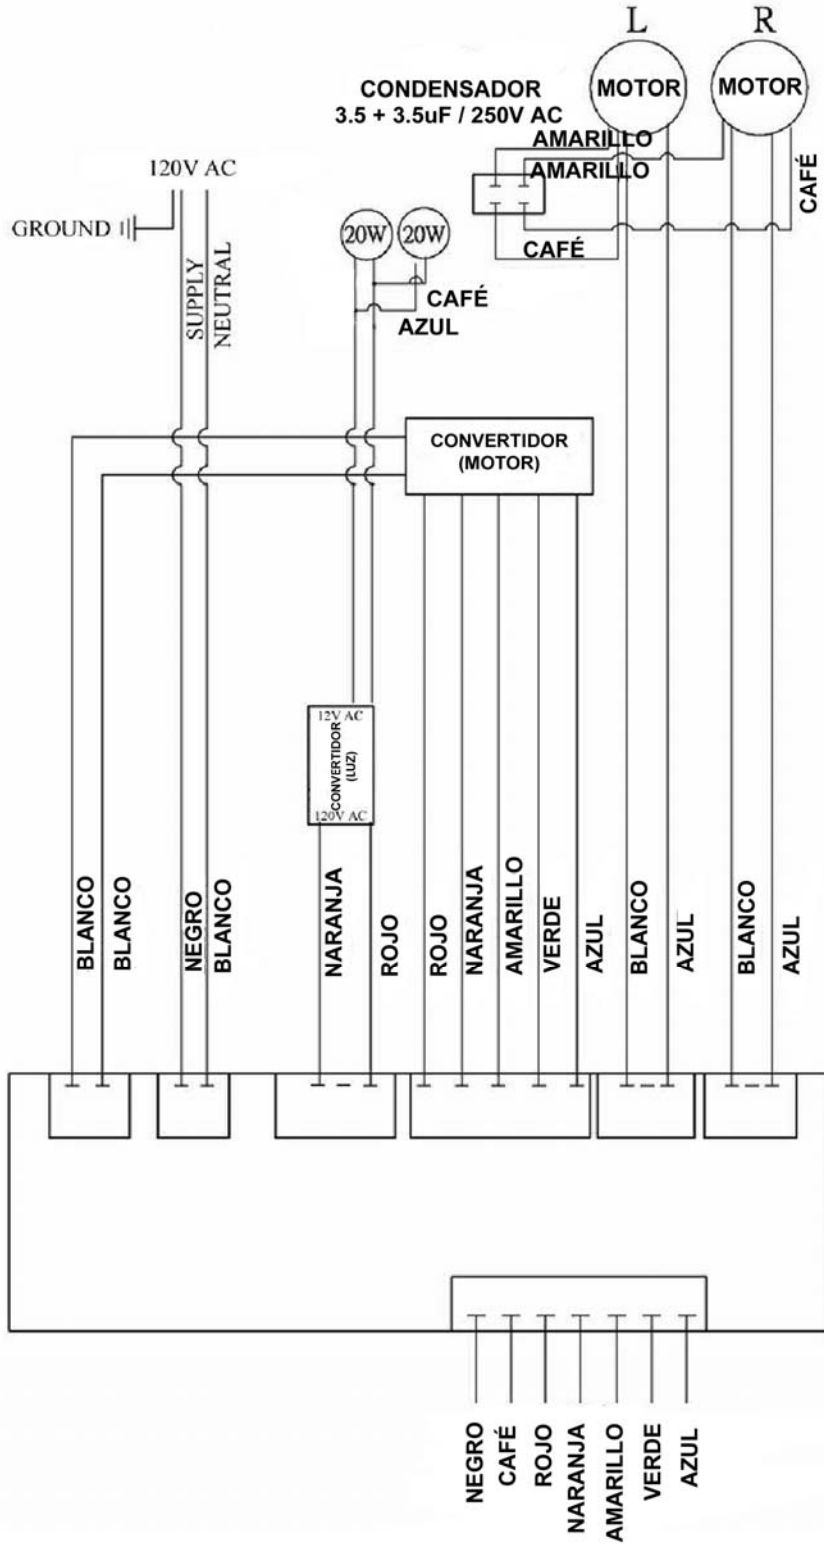 L
R
MOTOR
MOTOR
CONDENSADOR
3.5 + 3.5uF / 250V AC
AMARILLO
AMARILLO
CAFÉ
CAFÉ
120V AC
GROUND
SUPPLY
NEUTRAL
20W
20W
CAFÉ
AZUL
CONVERTIDOR
(MOTOR)
12V AC
CONVERTIDOR
(LUZ)
120V AC
BLANCO
BLANCO
NEGRO
BLANCO
NARANJA
ROJO
ROJO
NARANJA
AMARILLO
VERDE
AZUL
BLANCO
AZUL
BLANCO
AZUL
NEGRO
CAFÉ
ROJO
NARANJA
AMARILLO
VERDE
AZUL